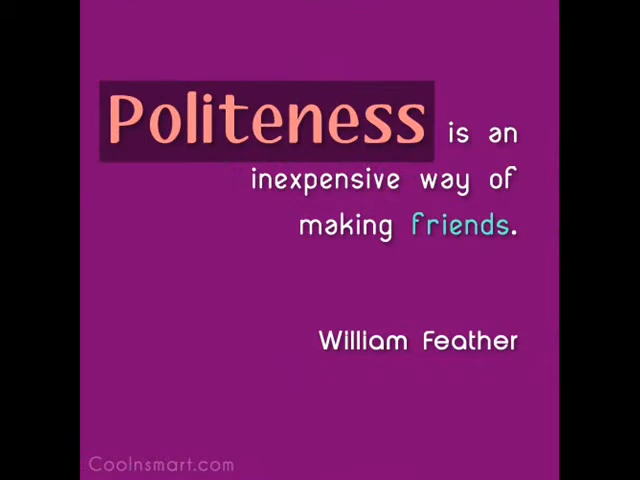 Politeness is an
inexpensive way of
making friends.
William Feather
Coolnsmart.com